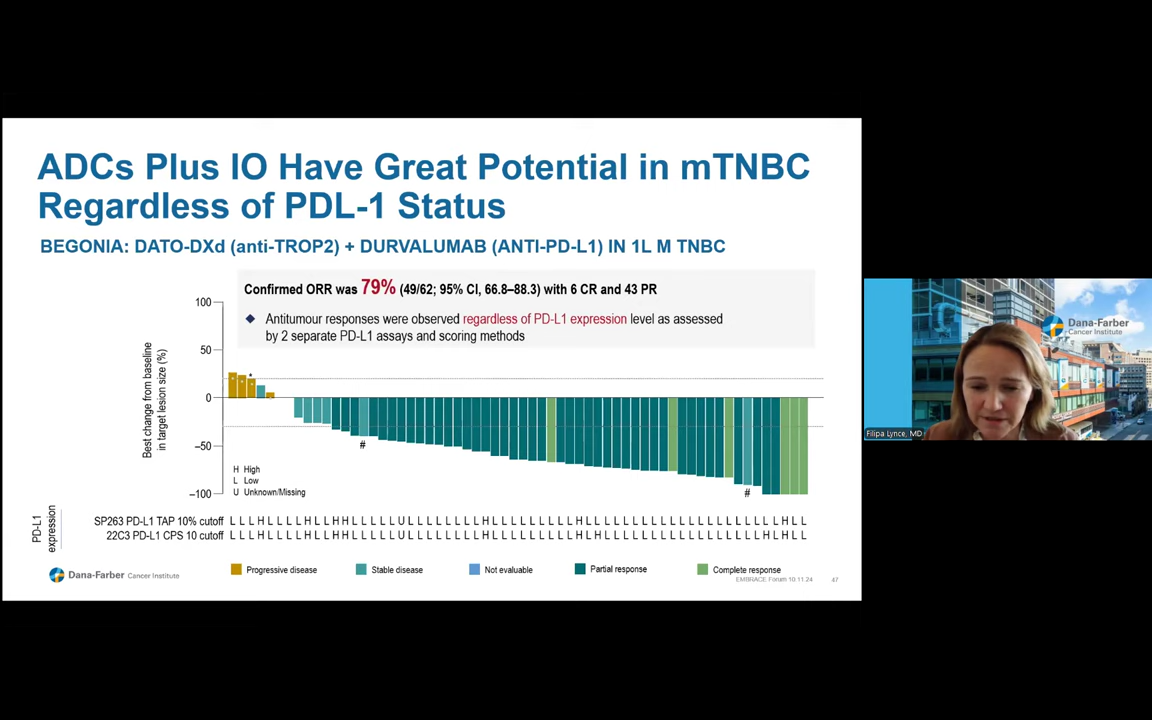 ADCs Plus IO Have Great Potential in mTNBC
Regardless of PDL-1 Status
BEGONIA: DATO-DXd (anti-TROP2) + DURVALUMAB (ANTI-PD-L1) IN 1L M TNBC
Confirmed ORR was 79% (49/62; 95% CI, 66.8–88.3) with 6 CR and 43 PR
◆ Antitumour responses were observed regardless of PD-L1 expression level as assessed
by 2 separate PD-L1 assays and scoring methods
Best change from baseline
in target lesion size (%)
100
50
0
−50
−100
#
#
H High
L Low
U Unknown/Missing
PD-L1
expression
SP263 PD-L1 TAP 10% cutoff
22C3 PD-L1 CPS 10 cutoff
Progressive disease
Stable disease
Not evaluable
Partial response
Complete response
Dana-Farber Cancer Institute
EMBRACE Forum 10.11.24
47
Dana-Farber
Cancer Institute
Filipa Lynce, MD